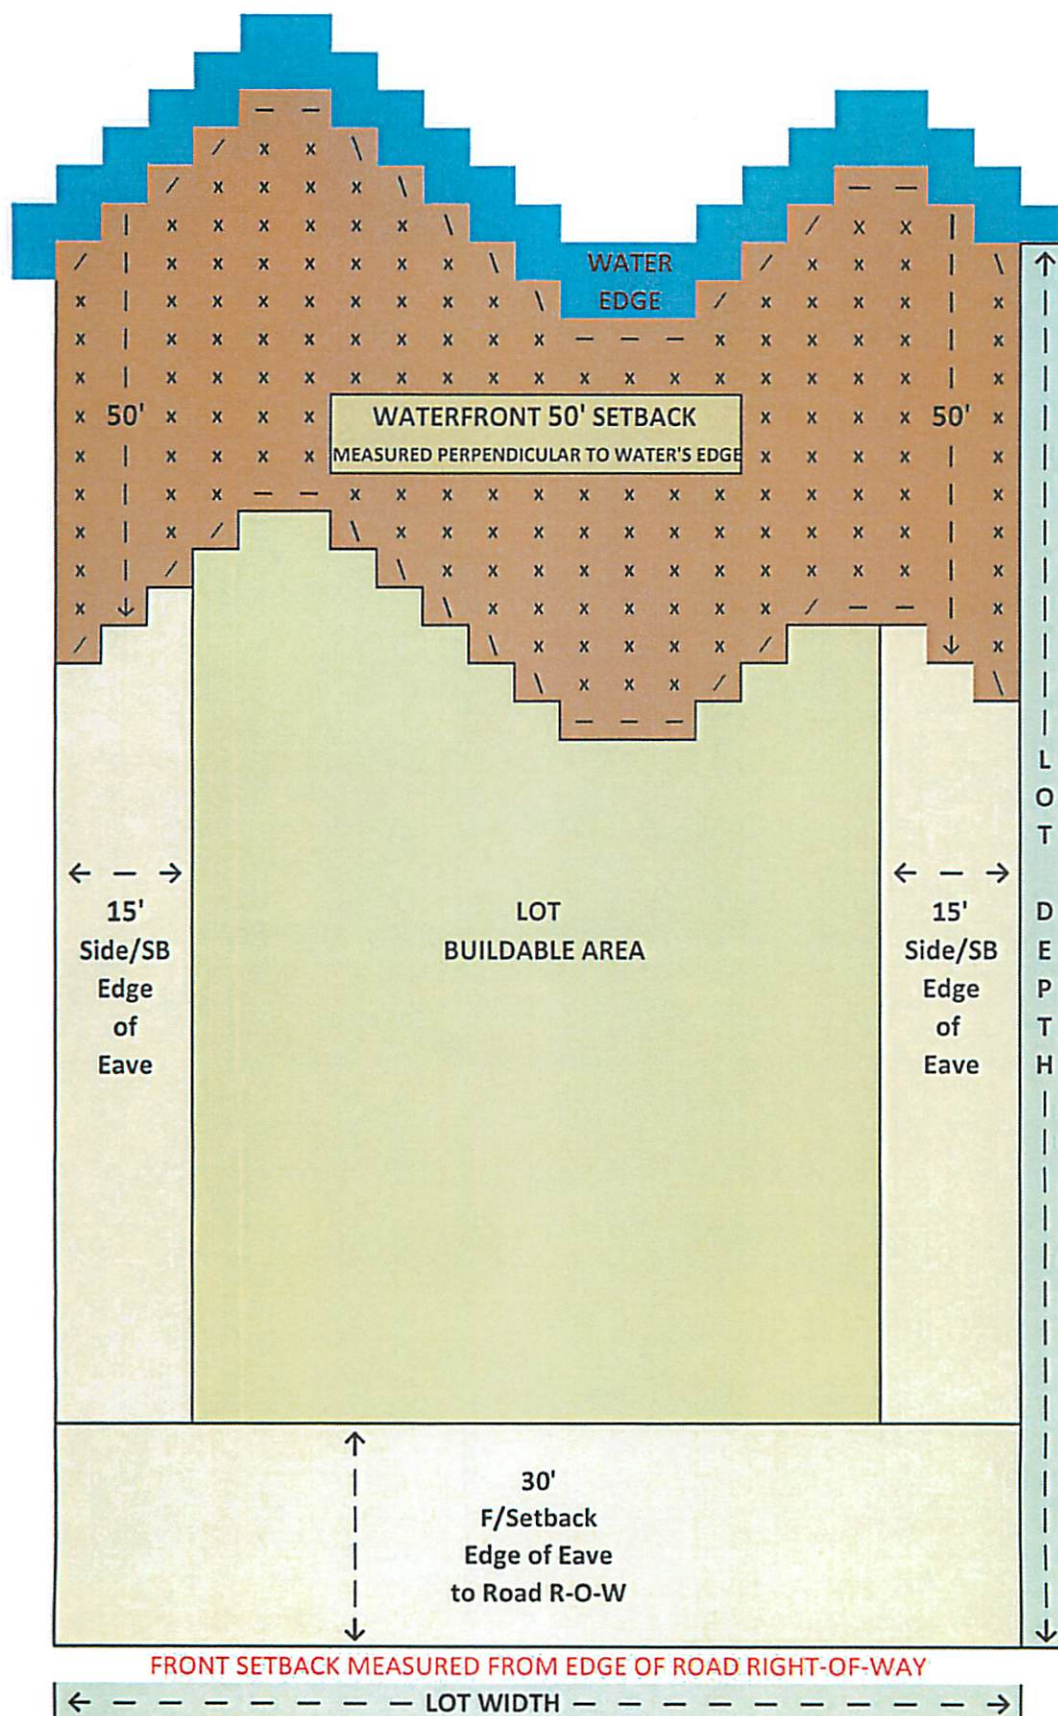 WATER
EDGE
50'
50'
WATERFRONT 50' SETBACK
MEASURED PERPENDICULAR TO WATER'S EDGE
LOT DEPTH
15'
Side/SB
Edge
of
Eave
LOT
BUILDABLE AREA
15'
Side/SB
Edge
of
Eave
30'
F/Setback
Edge of Eave
to Road R-O-W
FRONT SETBACK MEASURED FROM EDGE OF ROAD RIGHT-OF-WAY
LOT WIDTH